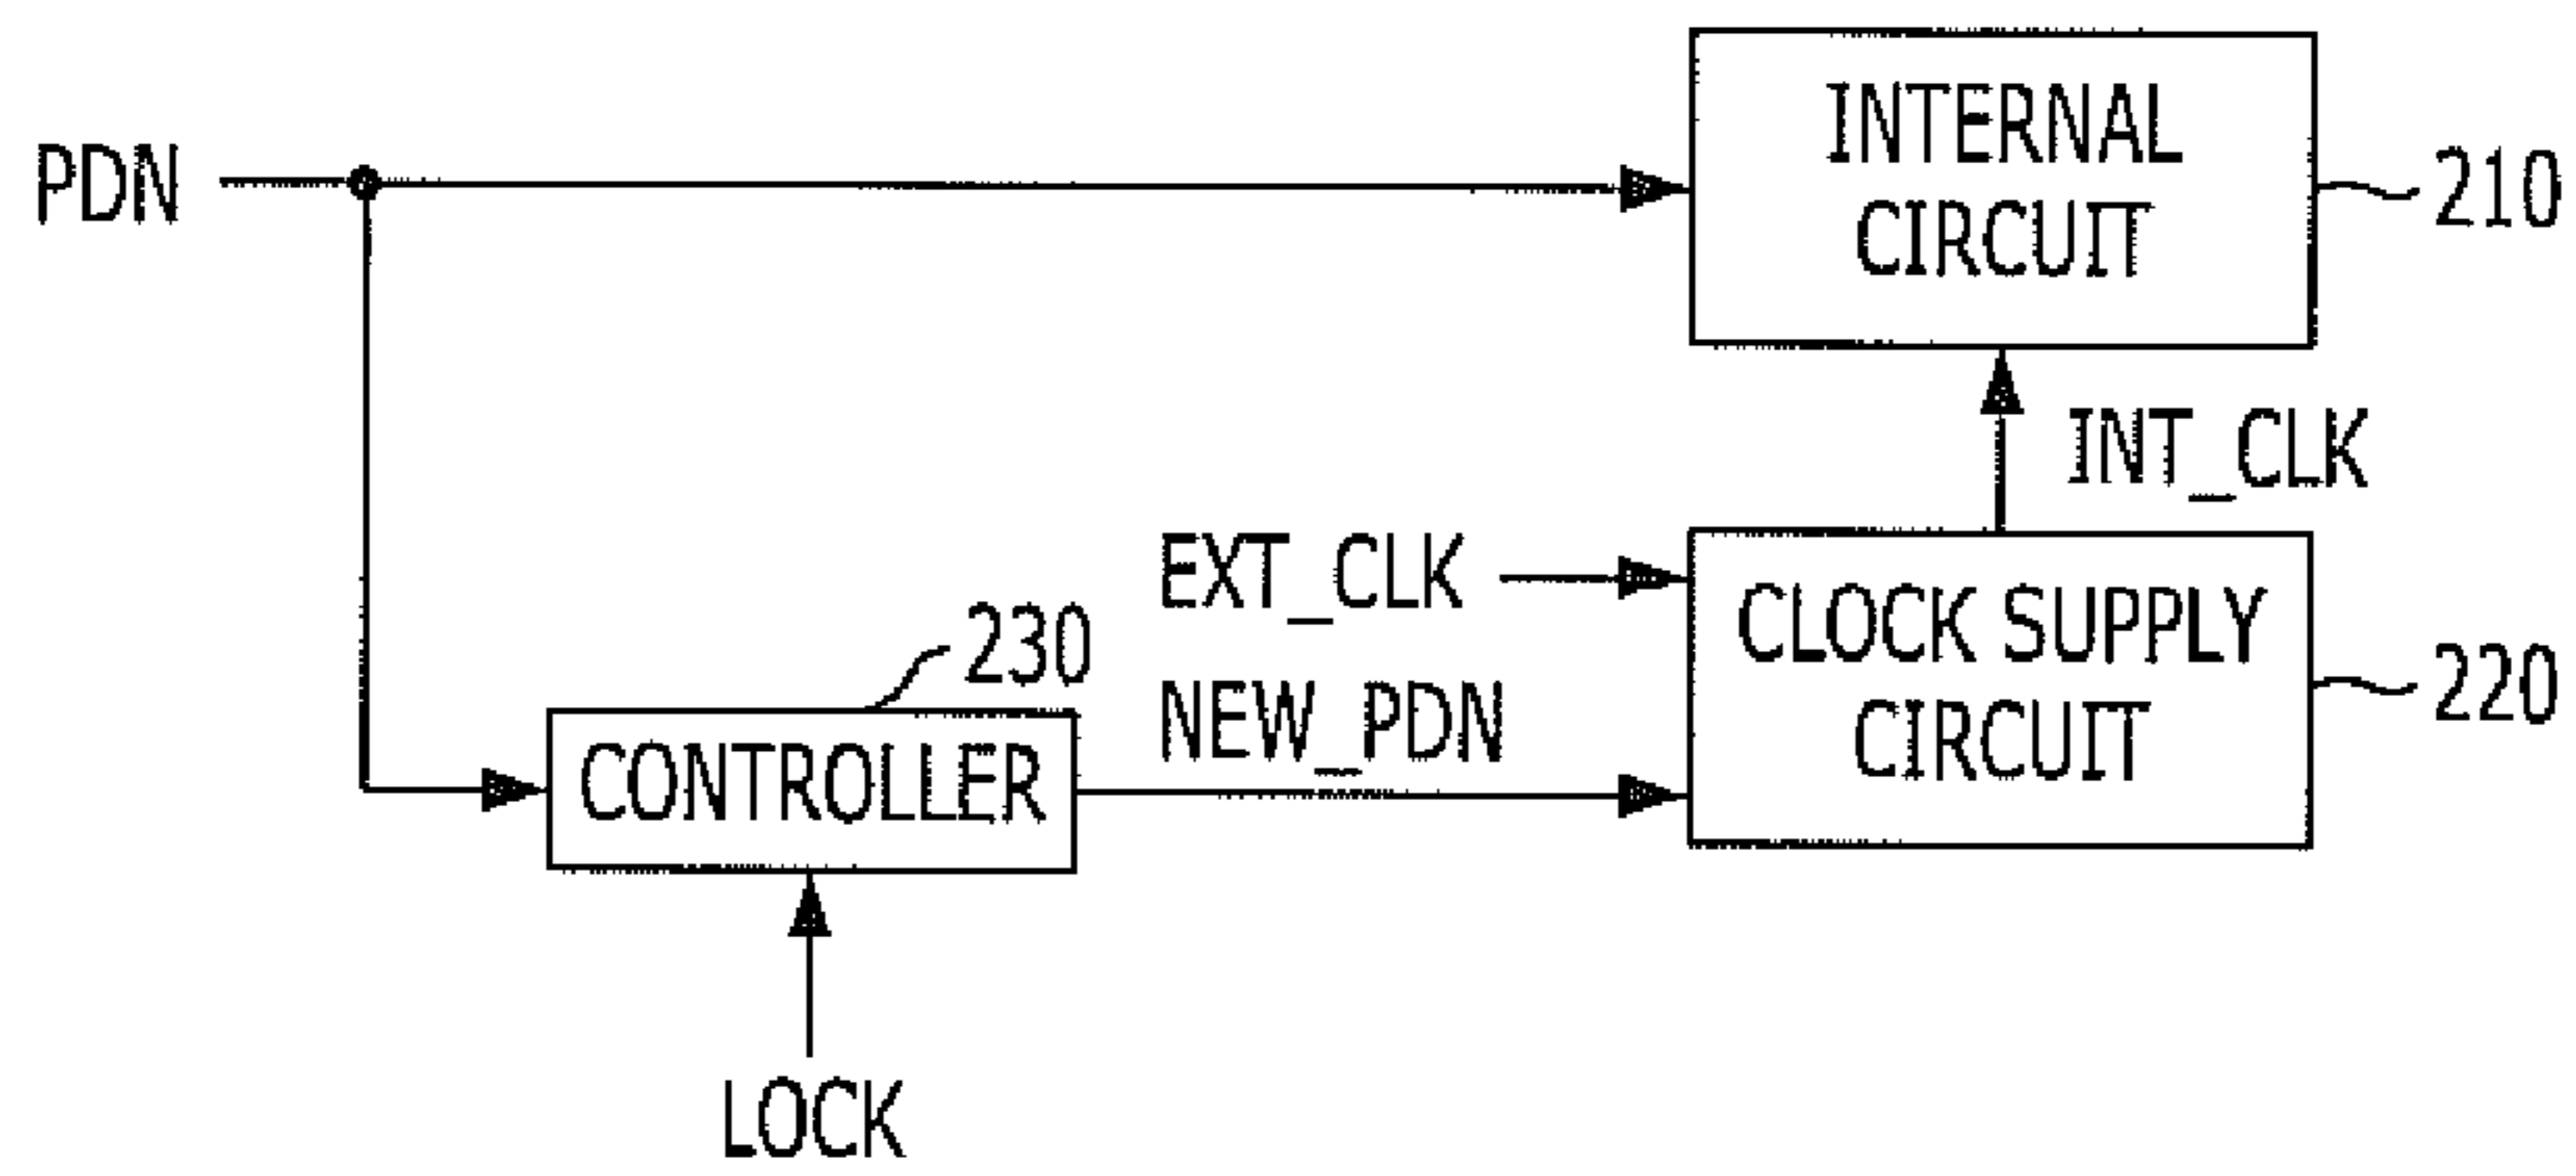 PDN
INTERNAL
CIRCUIT
210
INT_CLK
EXT_CLK
CLOCK SUPPLY
CIRCUIT
220
230
NEW_PDN
CONTROLLER
LOCK